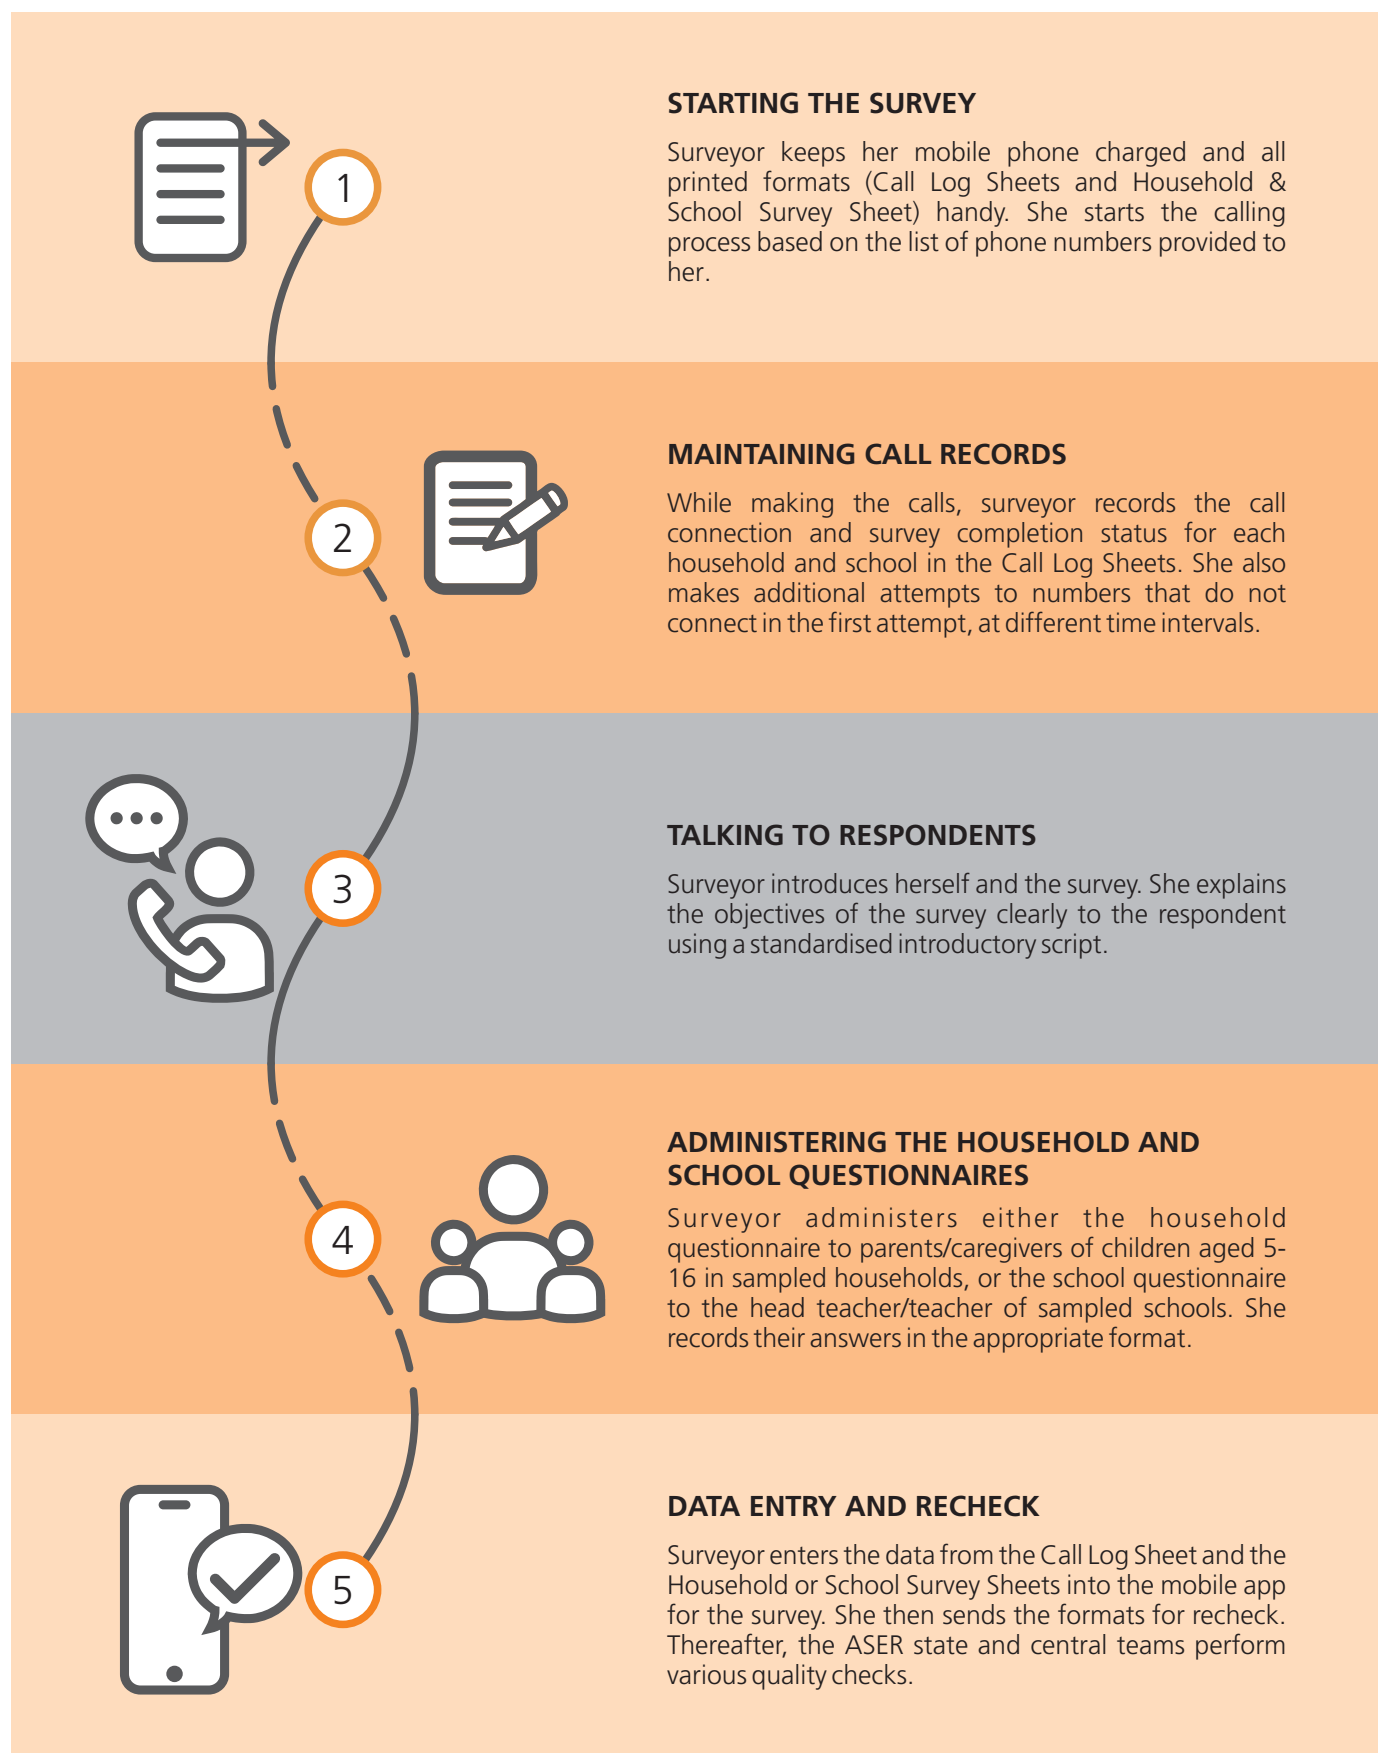 STARTING THE SURVEY
1
Surveyor keeps her mobile phone charged and all
printed formats (Call Log Sheets and Household &
School Survey Sheet) handy. She starts the calling
process based on the list of phone numbers provided to
her.
MAINTAINING CALL RECORDS
2
While making the calls, surveyor records the call
connection and survey completion status for each
household and school in the Call Log Sheets. She also
makes additional attempts to numbers that do not
connect in the first attempt, at different time intervals.
TALKING TO RESPONDENTS
3
Surveyor introduces herself and the survey. She explains
the objectives of the survey clearly to the respondent
using a standardised introductory script.
ADMINISTERING THE HOUSEHOLD AND
SCHOOL QUESTIONNAIRES
4
Surveyor administers either the household
questionnaire to parents/caregivers of children aged 5-
16 in sampled households, or the school questionnaire
to the head teacher/teacher of sampled schools. She
records their answers in the appropriate format.
DATA ENTRY AND RECHECK
5
Surveyor enters the data from the Call Log Sheet and the
Household or School Survey Sheets into the mobile app
for the survey. She then sends the formats for recheck.
Thereafter, the ASER state and central teams perform
various quality checks.